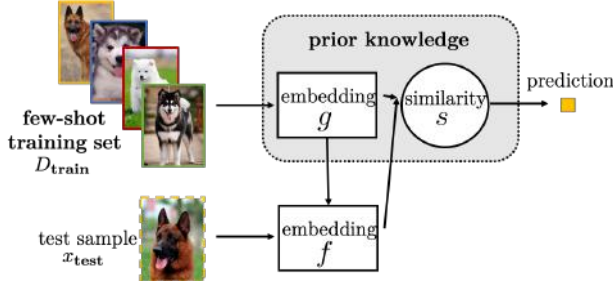 prior knowledge
few-shot
training set
D_train
embedding
g
similarity
s
prediction
test sample
x_test
embedding
f